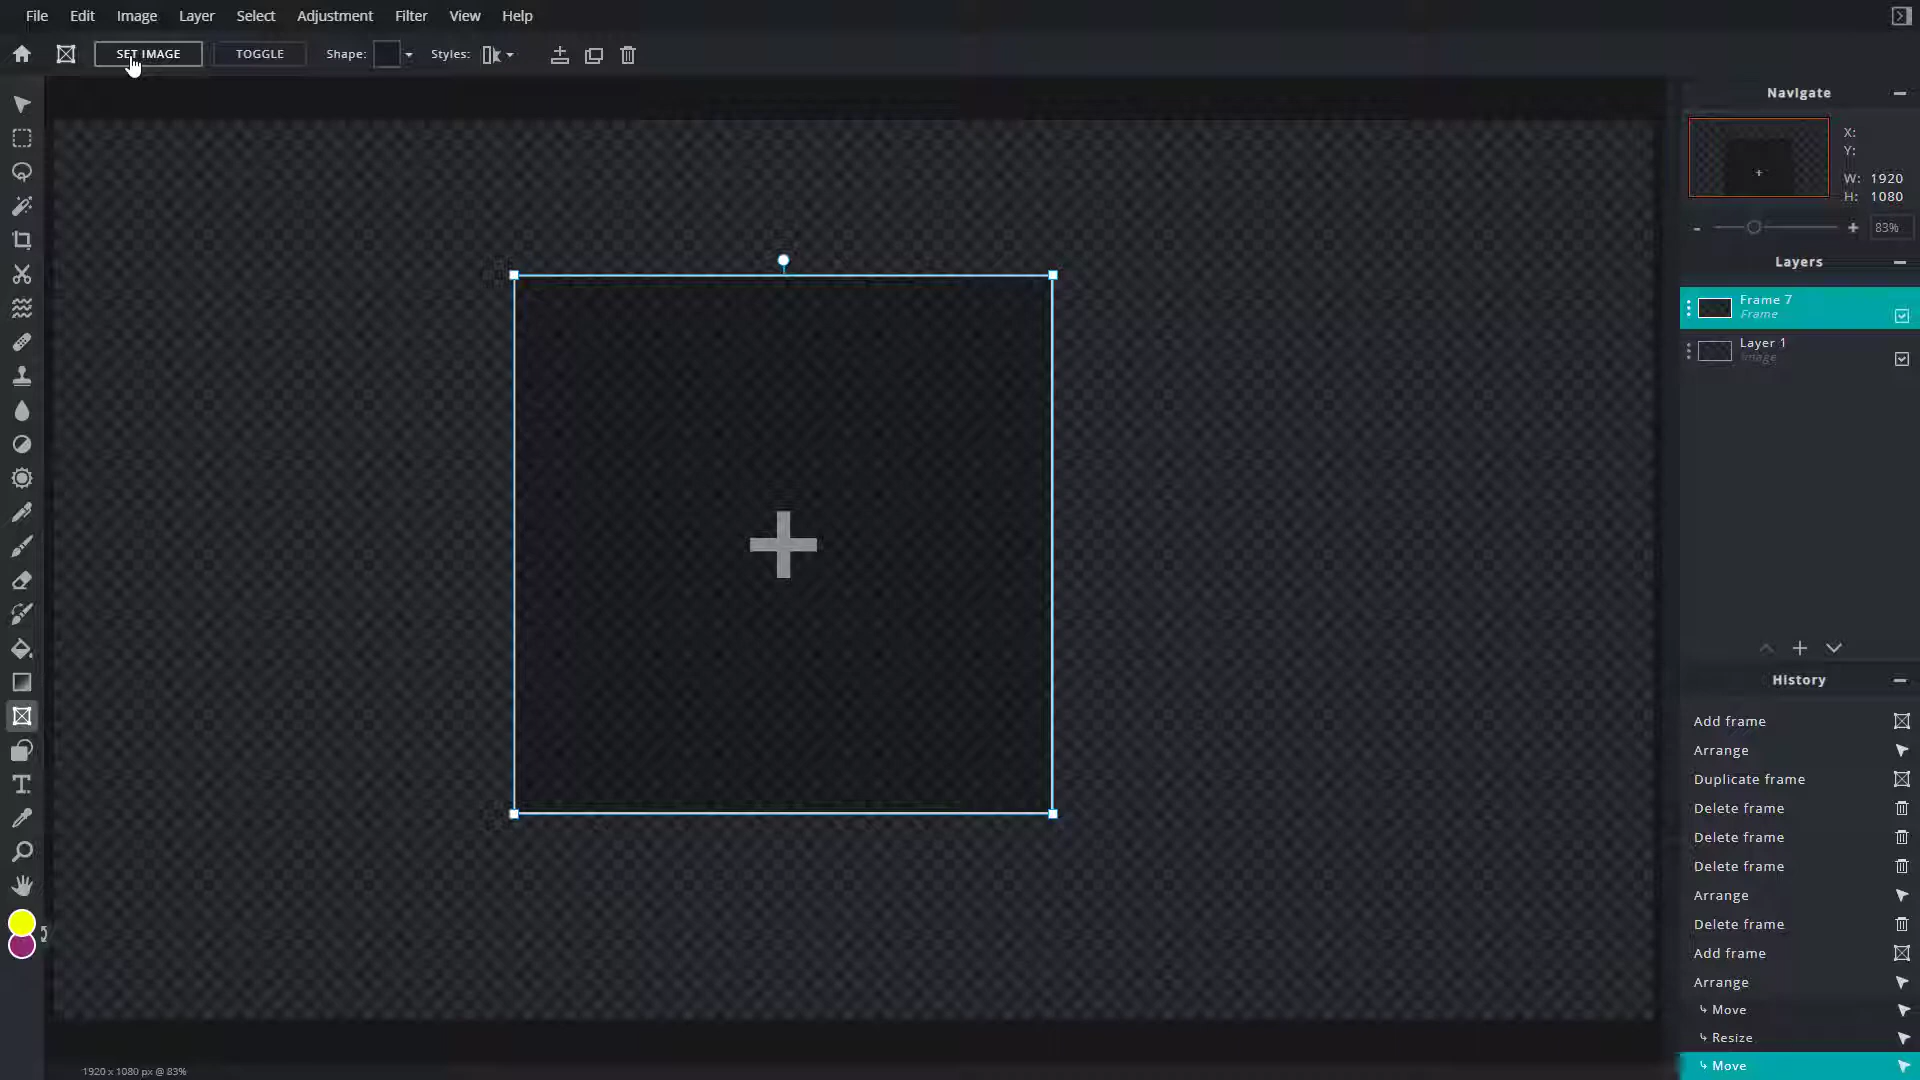 File Edit Image Layer Select Adjustment Filter View Help
SET IMAGE TOGGLE Shape: Styles:
Navigate
X:
Y:
W: 1920
H: 1080
83%
Layers
Frame 7
Frame
Layer 1
Image
History
Add frame
Arrange
Duplicate frame
Delete frame
Delete frame
Delete frame
Arrange
Delete frame
Add frame
Arrange
Move
Resize
Move
1920 x 1080 px @ 83%